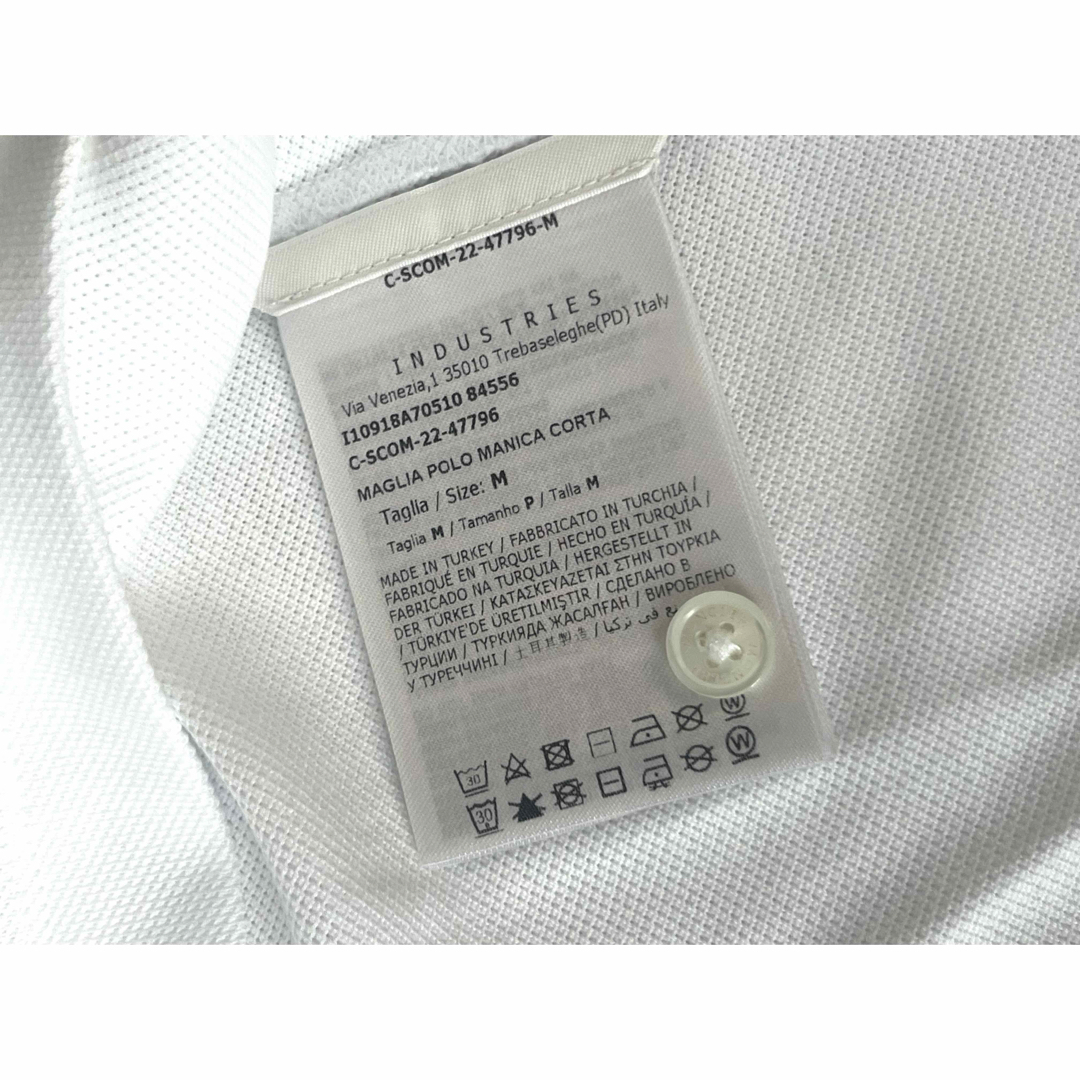 C-SCOM-22-47796-M
INDUSTRIES
Via Venezia,1 35010 Trebaseleghe(PD) Italy
I10918A70510 84556
C-SCOM-22-47796
MAGLIA POLO MANICA CORTA
Taglia / Size: M
Taglia M / Tamanho P / Talla M
MADE IN TURKEY / FABBRICATO IN TURCHIA /
FABRIQUÉ EN TURQUIE / HECHO EN TURQUÍA /
FABRICADO NA TURQUIA / HERGESTELLT IN
DER TÜRKEI / ΚΑΤΑΣΚΕΥΑΖΕΤΑΙ ΣΤΗΝ ΤΟΥΡΚΙΑ
/ TÜRKİYE'DE ÜRETİLMİŞTİR / СДЕЛАНО В
ТУРЦИИ / ТҮРКИЯДА ЖАСАЛҒАН / ВИРОБЛЕНО
У ТУРЕЧЧИНІ / 土耳其製造 / في تركيا
30 W
30 W